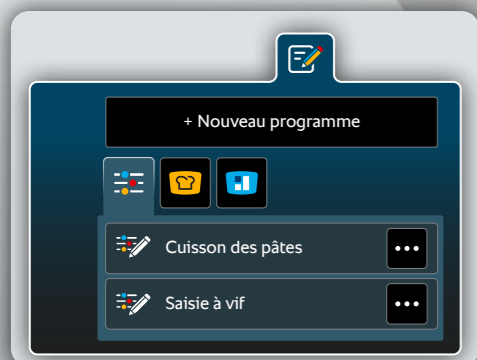 + Nouveau programme
Cuisson des pâtes
Saisie à vif